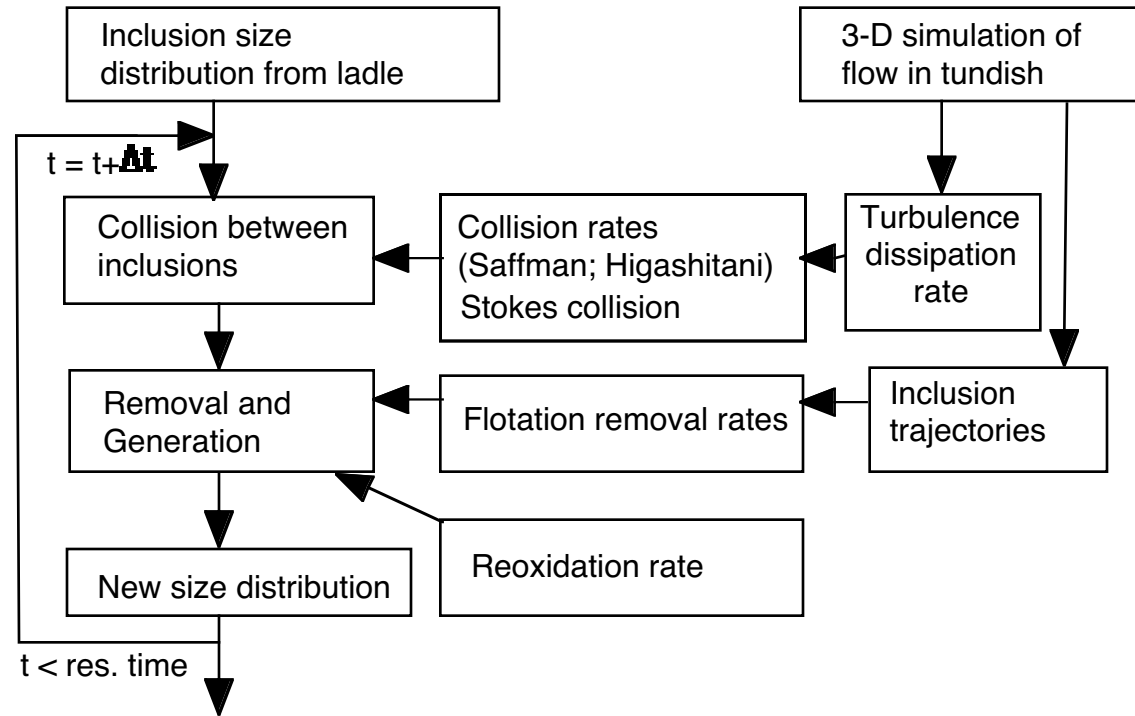 Inclusion size
distribution from ladle
3-D simulation of
flow in tundish
t = t+Δt
Collision between
inclusions
Collision rates
(Saffman; Higashitani)
Stokes collision
Turbulence
dissipation
rate
Removal and
Generation
Flotation removal rates
Inclusion
trajectories
New size distribution
Reoxidation rate
t < res. time